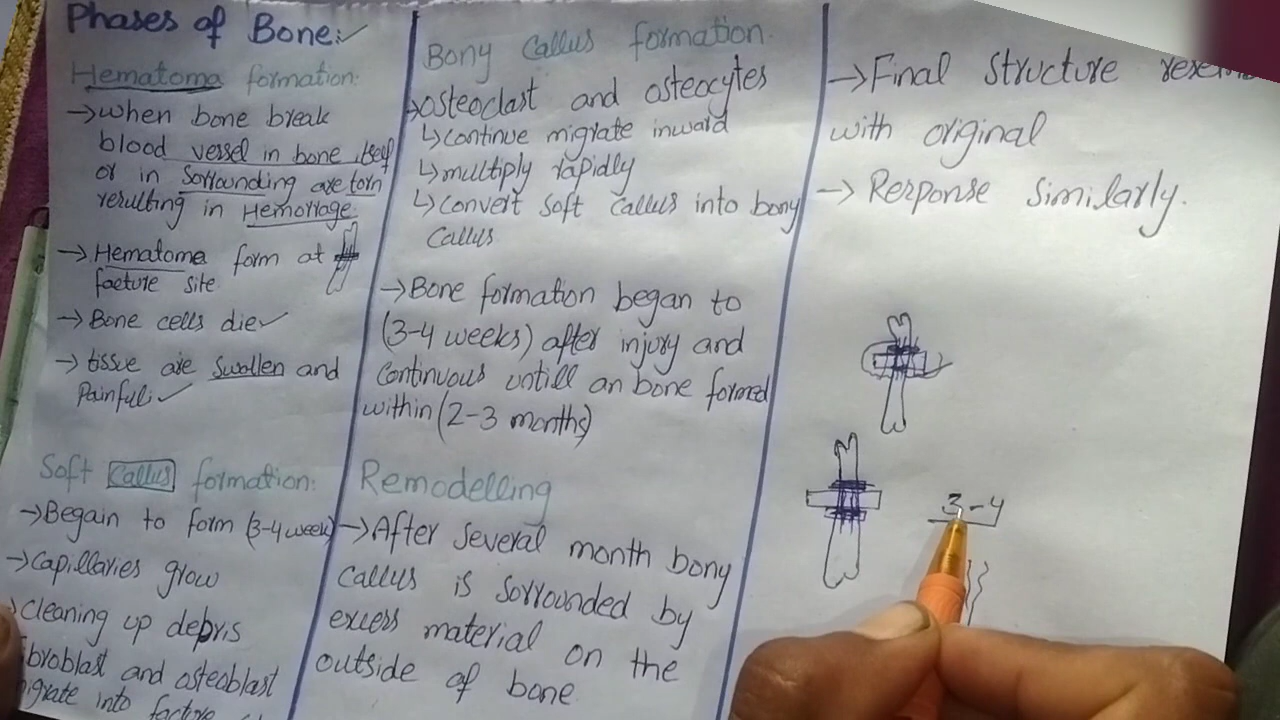 Phases of Bone:
Hematoma formation:
→when bone break
blood vessel in bone itself
or in Sorrounding are torn
resulting in Hemorrage
→Hematoma form at
facture site
→Bone cells die
→tissue are Swollen and
Painful:
Soft Callus formation:
→Begain to form (3-4 week)
→Capillaries grow
→Cleaning up debris
fibroblast and osteoblast
migrate into facture
Bony Callus formation
→osteoclast and osteocytes
↳continue migrate inward
↳multiply rapidly
↳convert Soft Callus into bony
Callus
→Bone formation began to
(3-4 weeks) after injury and
Continuous untill an bone formed
within (2-3 months)
Remodelling
→After Several month bony
Callus is Sorrounded by
excess material on the
outside of bone
→Final Structure
with original
→Response Similarly.
3-4